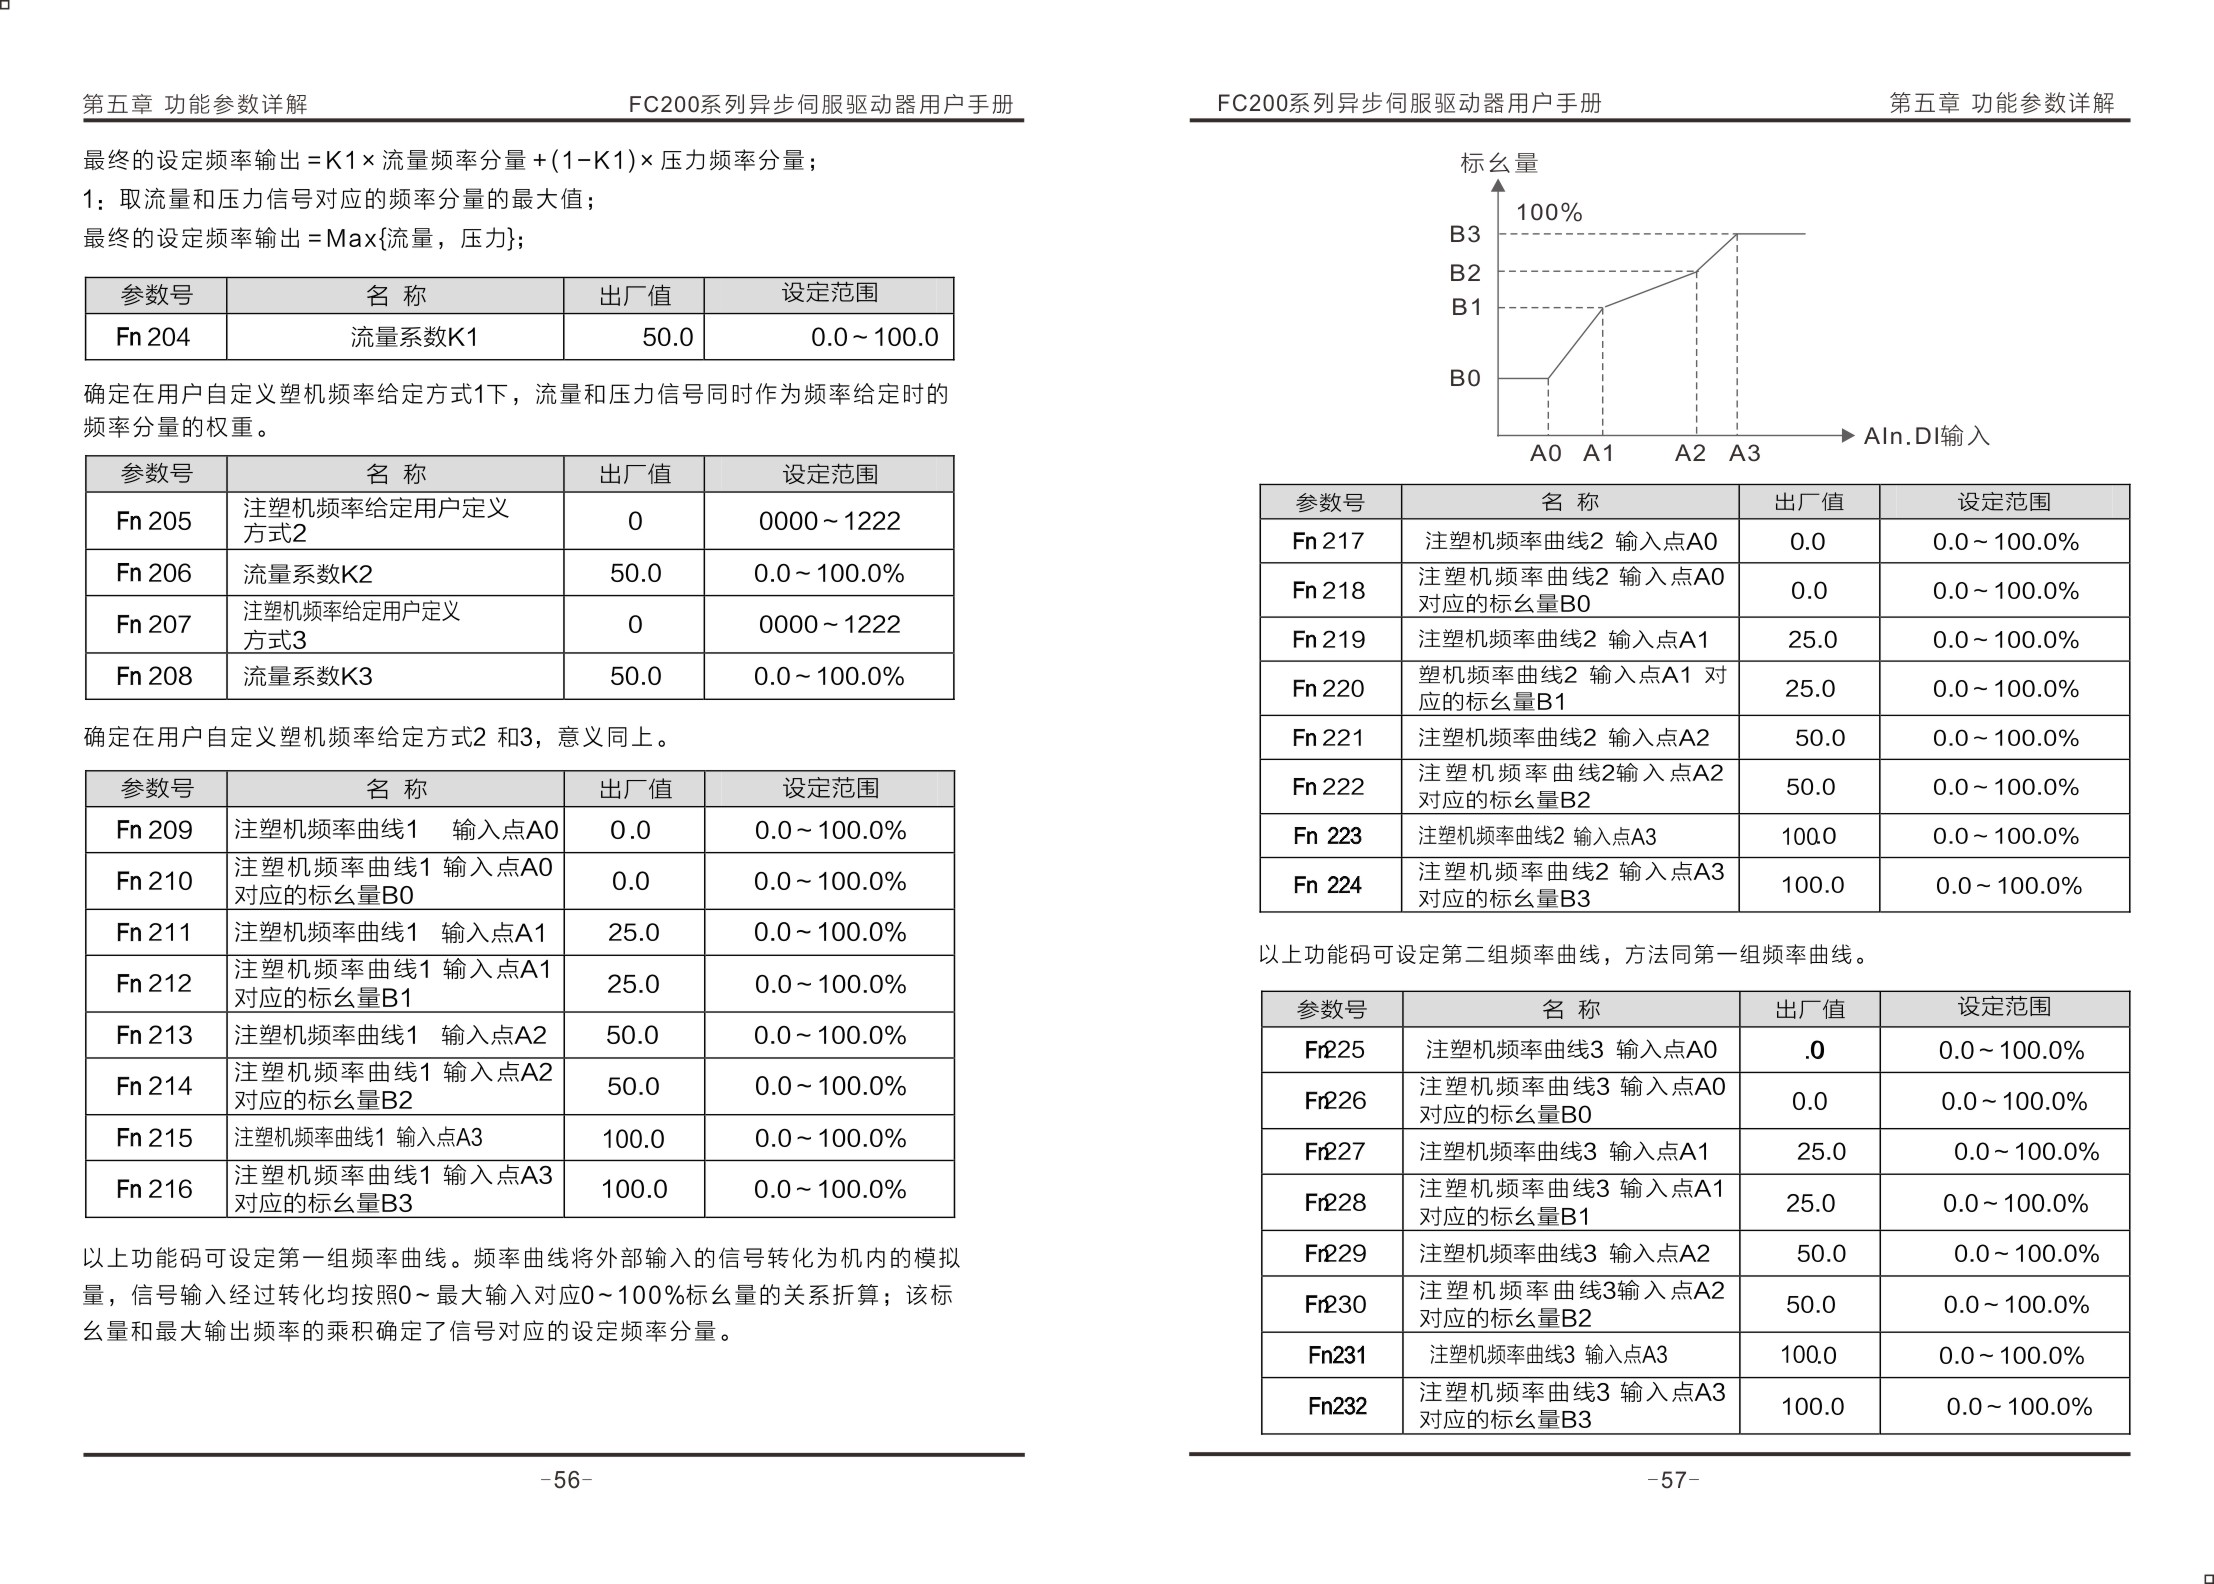 第五章 功能参数详解 FC200系列异步伺服驱动器用户手册
最终的设定频率输出=K1×流量频率分量+(1-K1)×压力频率分量；
1：取流量和压力信号对应的频率分量的最大值；
最终的设定频率输出=Max{流量，压力}；
参数号 名 称 出厂值 设定范围
Fn 204 流量系数K1 50.0 0.0~100.0
确定在用户自定义塑机频率给定方式1下，流量和压力信号同时作为频率给定时的
频率分量的权重。
参数号 名 称 出厂值 设定范围
Fn 205 注塑机频率给定用户定义
方式2 0 0000~1222
Fn 206 流量系数K2 50.0 0.0~100.0%
Fn 207 注塑机频率给定用户定义
方式3 0 0000~1222
Fn 208 流量系数K3 50.0 0.0~100.0%
确定在用户自定义塑机频率给定方式2 和3，意义同上。
参数号 名 称 出厂值 设定范围
Fn 209 注塑机频率曲线1 输入点A0 0.0 0.0~100.0%
Fn 210 注塑机频率曲线1 输入点A0
对应的标幺量B0 0.0 0.0~100.0%
Fn 211 注塑机频率曲线1 输入点A1 25.0 0.0~100.0%
Fn 212 注塑机频率曲线1 输入点A1
对应的标幺量B1 25.0 0.0~100.0%
Fn 213 注塑机频率曲线1 输入点A2 50.0 0.0~100.0%
Fn 214 注塑机频率曲线1 输入点A2
对应的标幺量B2 50.0 0.0~100.0%
Fn 215 注塑机频率曲线1 输入点A3 100.0 0.0~100.0%
Fn 216 注塑机频率曲线1 输入点A3
对应的标幺量B3 100.0 0.0~100.0%
以上功能码可设定第一组频率曲线。频率曲线将外部输入的信号转化为机内的模拟
量，信号输入经过转化均按照0~最大输入对应0~100%标幺量的关系折算；该标
幺量和最大输出频率的乘积确定了信号对应的设定频率分量。
-56-
FC200系列异步伺服驱动器用户手册 第五章 功能参数详解
标幺量
100%
B3
B2
B1
B0
A0 A1 A2 A3
AIn.DI输入
参数号 名 称 出厂值 设定范围
Fn 217 注塑机频率曲线2 输入点A0 0.0 0.0~100.0%
Fn 218 注塑机频率曲线2 输入点A0
对应的标幺量B0 0.0 0.0~100.0%
Fn 219 注塑机频率曲线2 输入点A1 25.0 0.0~100.0%
Fn 220 塑机频率曲线2 输入点A1 对
应的标幺量B1 25.0 0.0~100.0%
Fn 221 注塑机频率曲线2 输入点A2 50.0 0.0~100.0%
Fn 222 注塑机频率曲线2输入点A2
对应的标幺量B2 50.0 0.0~100.0%
Fn 223 注塑机频率曲线2 输入点A3 100.0 0.0~100.0%
Fn 224 注塑机频率曲线2 输入点A3
对应的标幺量B3 100.0 0.0~100.0%
以上功能码可设定第二组频率曲线，方法同第一组频率曲线。
参数号 名 称 出厂值 设定范围
Fn225 注塑机频率曲线3 输入点A0 .0 0.0~100.0%
Fn226 注塑机频率曲线3 输入点A0
对应的标幺量B0 0.0 0.0~100.0%
Fn227 注塑机频率曲线3 输入点A1 25.0 0.0~100.0%
Fn228 注塑机频率曲线3 输入点A1
对应的标幺量B1 25.0 0.0~100.0%
Fn229 注塑机频率曲线3 输入点A2 50.0 0.0~100.0%
Fn230 注塑机频率曲线3输入点A2
对应的标幺量B2 50.0 0.0~100.0%
Fn231 注塑机频率曲线3 输入点A3 100.0 0.0~100.0%
Fn232 注塑机频率曲线3 输入点A3
对应的标幺量B3 100.0 0.0~100.0%
-57-